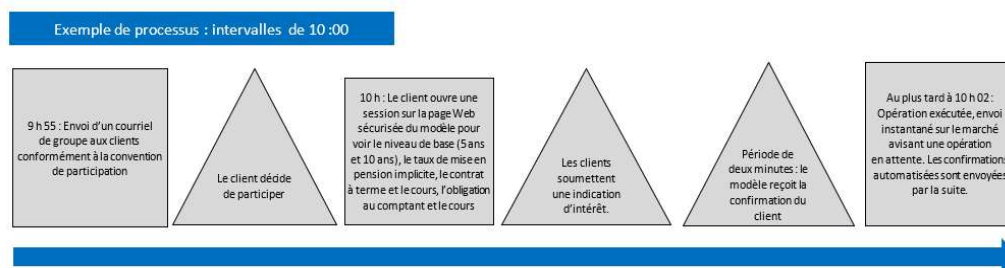 Exemple de processus : intervalles de 10 :00
9 h 55 : Envoi d'un courriel
de groupe aux clients
conformément à la convention
de participation
Le client décide
de participer
10 h : Le client ouvre une
session sur la page Web
sécurisée du modèle pour
voir le niveau de base (5 ans
et 10 ans), le taux de mise en
pension implicite, le contrat
à terme et le cours, l'obligation
au comptant et le cours
Les clients
soumettent
une indication
d'intérêt.
Période de
deux minutes : le
modèle reçoit la
confirmation du
client
Au plus tard à 10 h 02 :
Opération exécutée, envoi
instantané sur le marché
avisant une opération
en attente. Les confirmations
automatisées sont envoyées
par la suite.